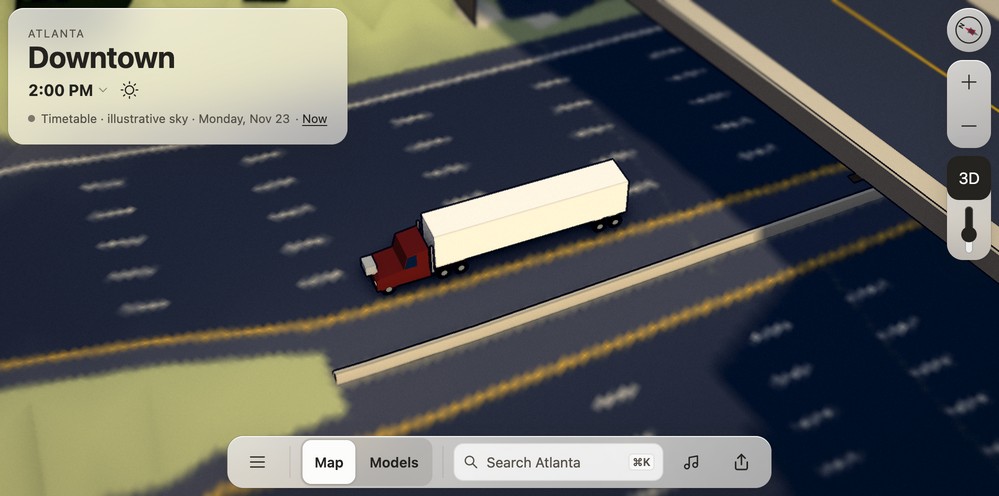 ATLANTA
Downtown
2:00 PM
Timetable · illustrative sky · Monday, Nov 23 · Now
N
3D
Map
Models
Search Atlanta
⌘K